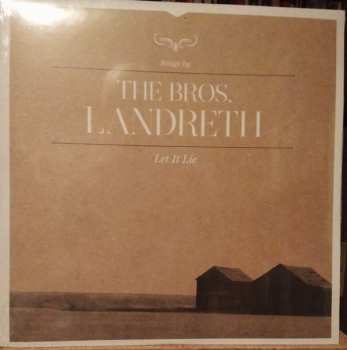 Songs by
THE BROS.
LANDRETH
Let It Lie